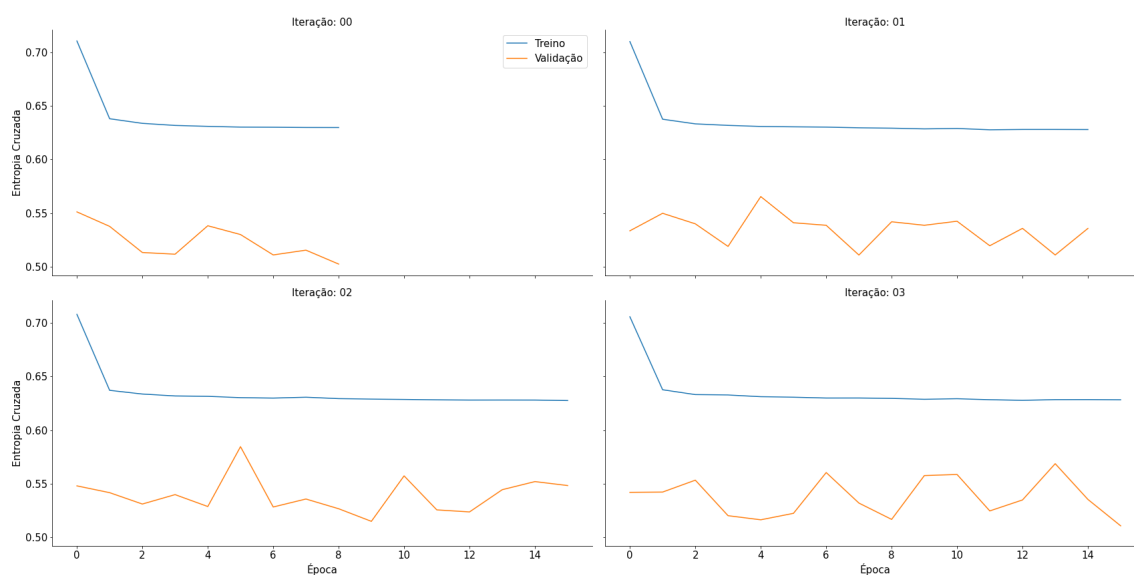 Iteração: 00
Iteração: 01
Treino
Validação
0.70
0.65
0.60
0.55
0.50
Entropia Cruzada
Iteração: 02
Iteração: 03
0.70
0.65
0.60
0.55
0.50
Entropia Cruzada
0 2 4 6 8 10 12 14
0 2 4 6 8 10 12 14
Época
Época